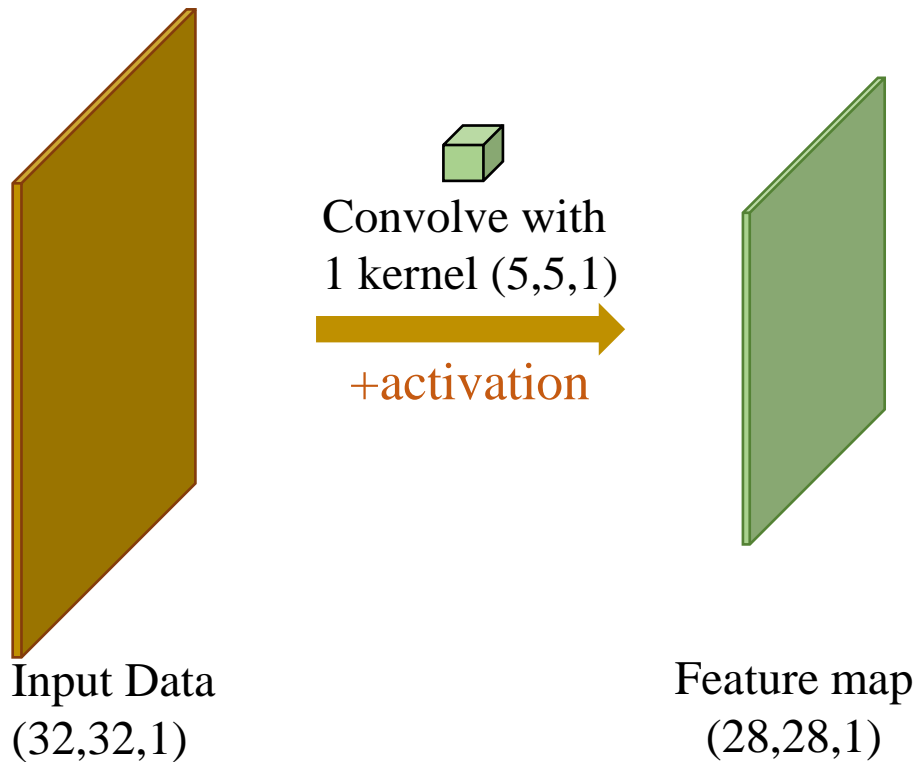 Convolve with
1 kernel (5,5,1)
+activation
Input Data
(32,32,1)
Feature map
(28,28,1)